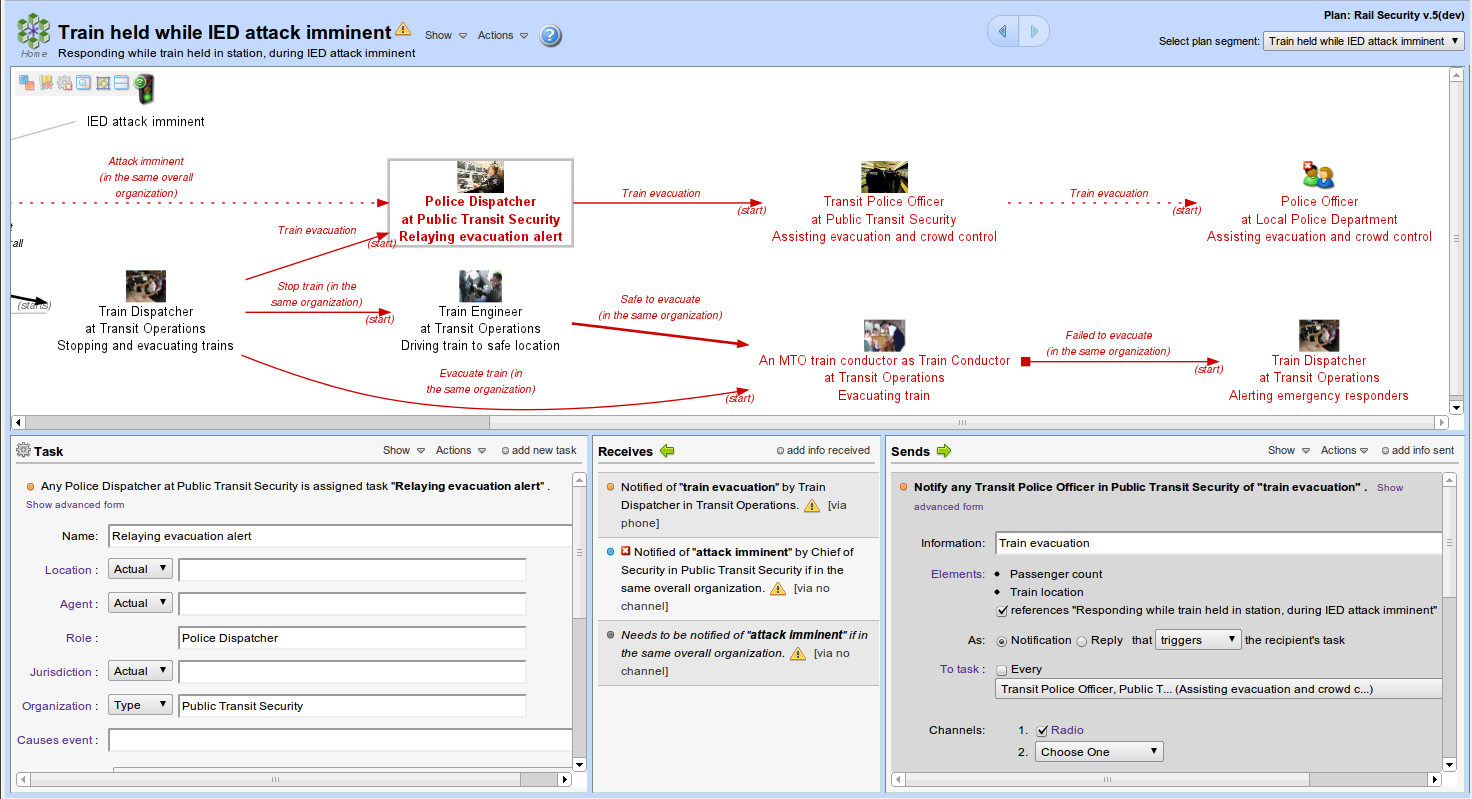 Train held while IED attack imminent
Show
Actions
?
Home
Responding while train held in station, during IED attack imminent
Plan: Rail Security v.5(dev)
Select plan segment: Train held while IED attack imminent
IED attack imminent
Attack imminent
(in the same overall
organization)
Train evacuation
(start)
Police Dispatcher
at Public Transit Security
Relaying evacuation alert
Train evacuation
(start)
Transit Police Officer
at Public Transit Security
Assisting evacuation and crowd control
Train evacuation
(start)
Police Officer
at Local Police Department
Assisting evacuation and crowd control
all
(starts)
Train Dispatcher
at Transit Operations
Stopping and evacuating trains
Stop train (in the
same organization)
(start)
Train Engineer
at Transit Operations
Driving train to safe location
Safe to evacuate
(in the same organization)
Evacuate train (in
the same organization)
(start)
An MTO train conductor as Train Conductor
at Transit Operations
Evacuating train
Failed to evacuate
(in the same organization)
(start)
Train Dispatcher
at Transit Operations
Alerting emergency responders
Task
Show
Actions
add new task
Any Police Dispatcher at Public Transit Security is assigned task "Relaying evacuation alert" .
Show advanced form
Name: Relaying evacuation alert
Location : Actual
Agent : Actual
Role : Police Dispatcher
Jurisdiction : Actual
Organization : Type Public Transit Security
Causes event :
Receives
add info received
Notified of "train evacuation" by Train
Dispatcher in Transit Operations. [via
phone]
Notified of "attack imminent" by Chief of
Security in Public Transit Security if in the
same overall organization. [via no
channel]
Needs to be notified of "attack imminent" if in
the same overall organization. [via no
channel]
Sends
Show
Actions
add info sent
Notify any Transit Police Officer in Public Transit Security of "train evacuation" . Show
advanced form
Information: Train evacuation
Elements: • Passenger count
• Train location
references "Responding while train held in station, during IED attack imminent"
As: Notification Reply that triggers the recipient's task
To task : Every
Transit Police Officer, Public T... (Assisting evacuation and crowd c...)
Channels: 1. Radio
2. Choose One